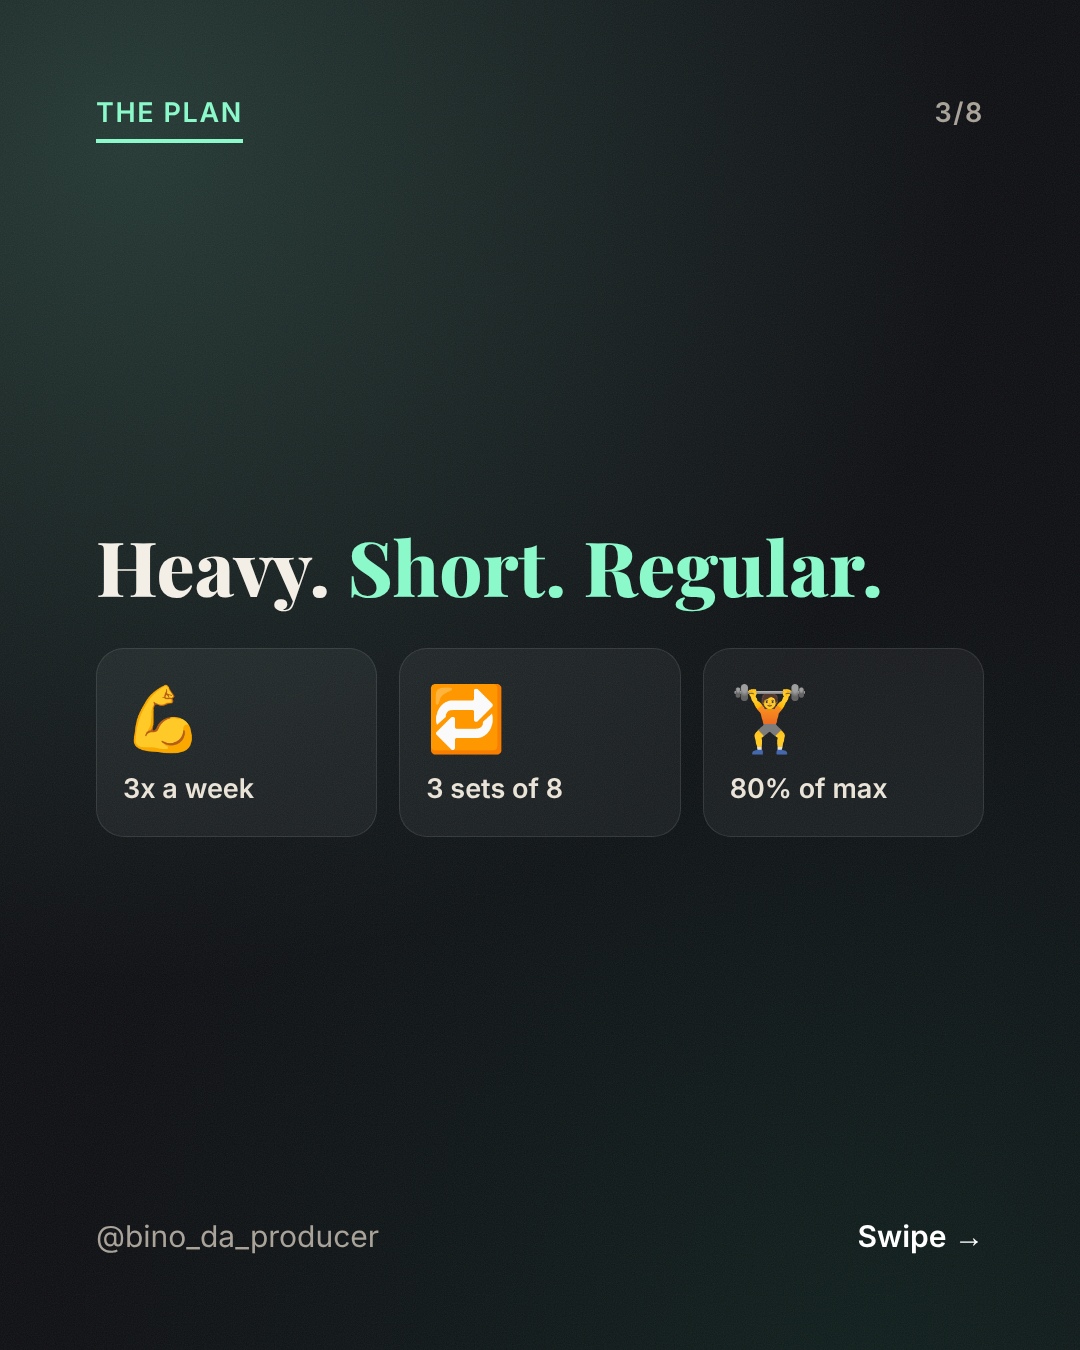 THE PLAN
3/8
Heavy. Short. Regular.
3x a week
3 sets of 8
80% of max
@bino_da_producer
Swipe →